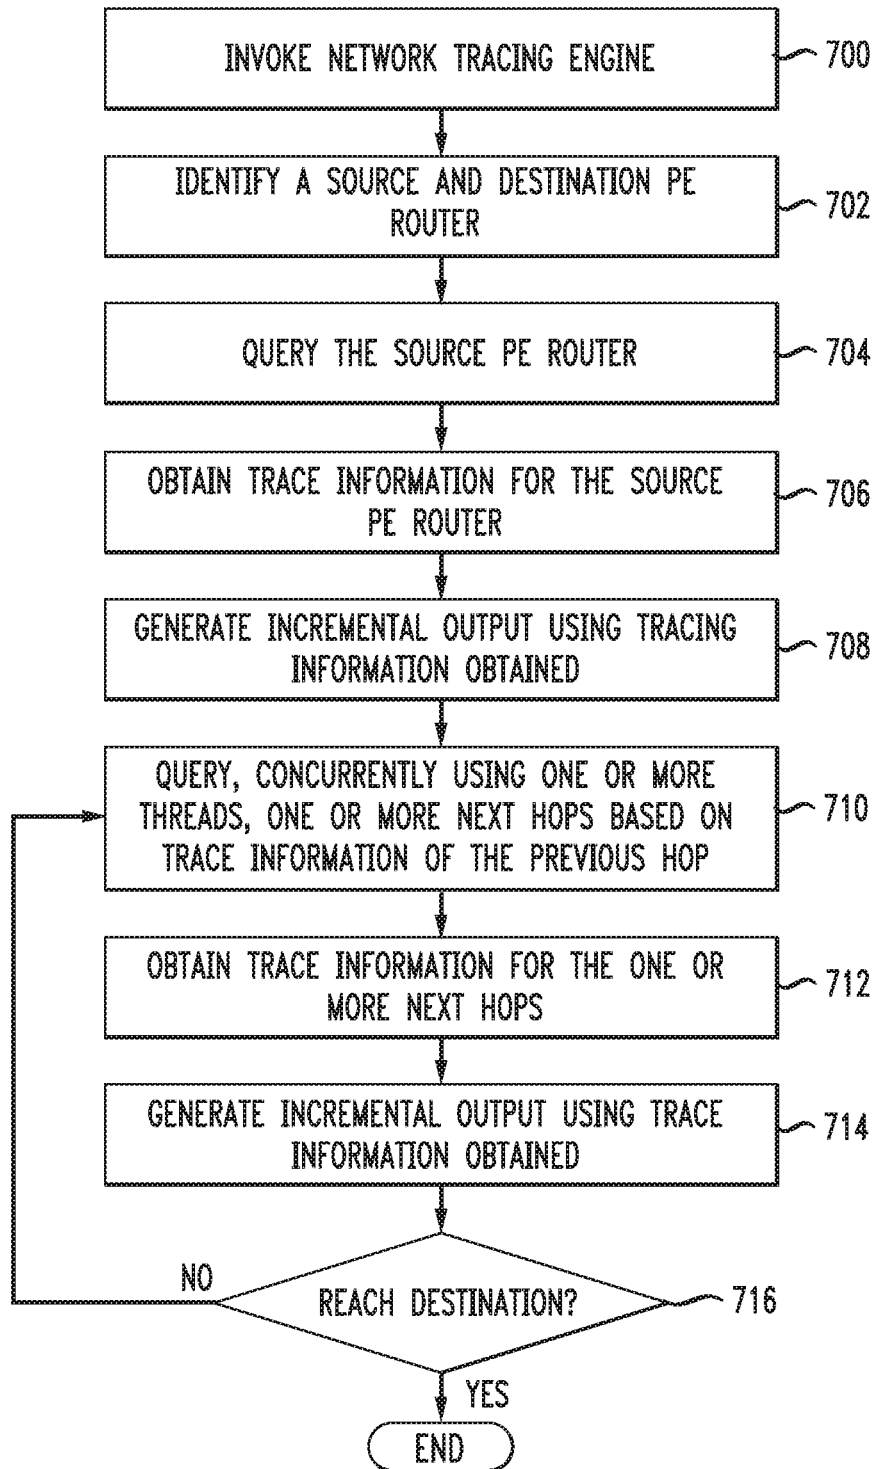 INVOKE NETWORK TRACING ENGINE
700
IDENTIFY A SOURCE AND DESTINATION PE
ROUTER
702
QUERY THE SOURCE PE ROUTER
704
OBTAIN TRACE INFORMATION FOR THE SOURCE
PE ROUTER
706
GENERATE INCREMENTAL OUTPUT USING TRACING
INFORMATION OBTAINED
708
QUERY, CONCURRENTLY USING ONE OR MORE
THREADS, ONE OR MORE NEXT HOPS BASED ON
TRACE INFORMATION OF THE PREVIOUS HOP
710
OBTAIN TRACE INFORMATION FOR THE ONE OR
MORE NEXT HOPS
712
GENERATE INCREMENTAL OUTPUT USING TRACE
INFORMATION OBTAINED
714
NO
REACH DESTINATION?
716
YES
END